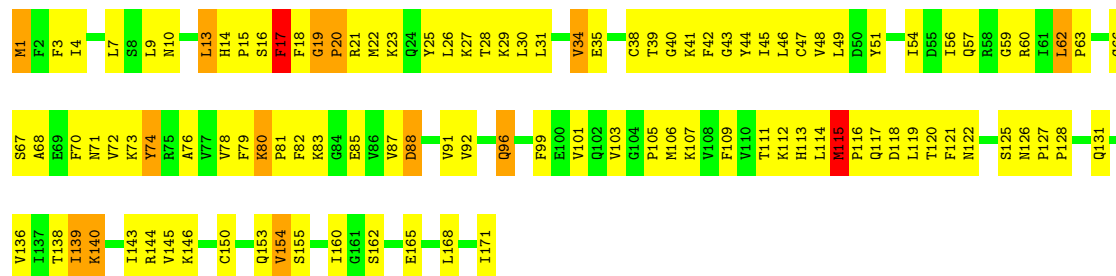 M1 F2 F3 I4 L7 S8 L9 N10 L13 H14 P15 S16 F17 F18 G19 P20 R21 M22 K23 Q24 Y25 L26 K27 T28 K29 L30 L31 V34 E35 C38 T39 G40 K41 F42 G43 Y44 I45 L46 C47 V48 L49 D50 Y51 I54 D55 I56 Q57 R58 G59 R60 I61 L62 P63
S67 A68 E69 F70 N71 V72 K73 Y74 R75 A76 V77 V78 F79 K80 P81 F82 K83 G84 E85 V86 V87 D88 V91 V92 Q96 F99 E100 V101 Q102 V103 G104 P105 M106 K107 V108 F109 V110 T111 K112 H113 L114 M115 P116 Q117 D118 L119 T120 F121 N122 S125 N126 P127 P128 Q131
V136 I137 T138 I139 K140 I143 R144 V145 K146 C150 Q153 V154 S155 I160 G161 S162 E165 L168 I171